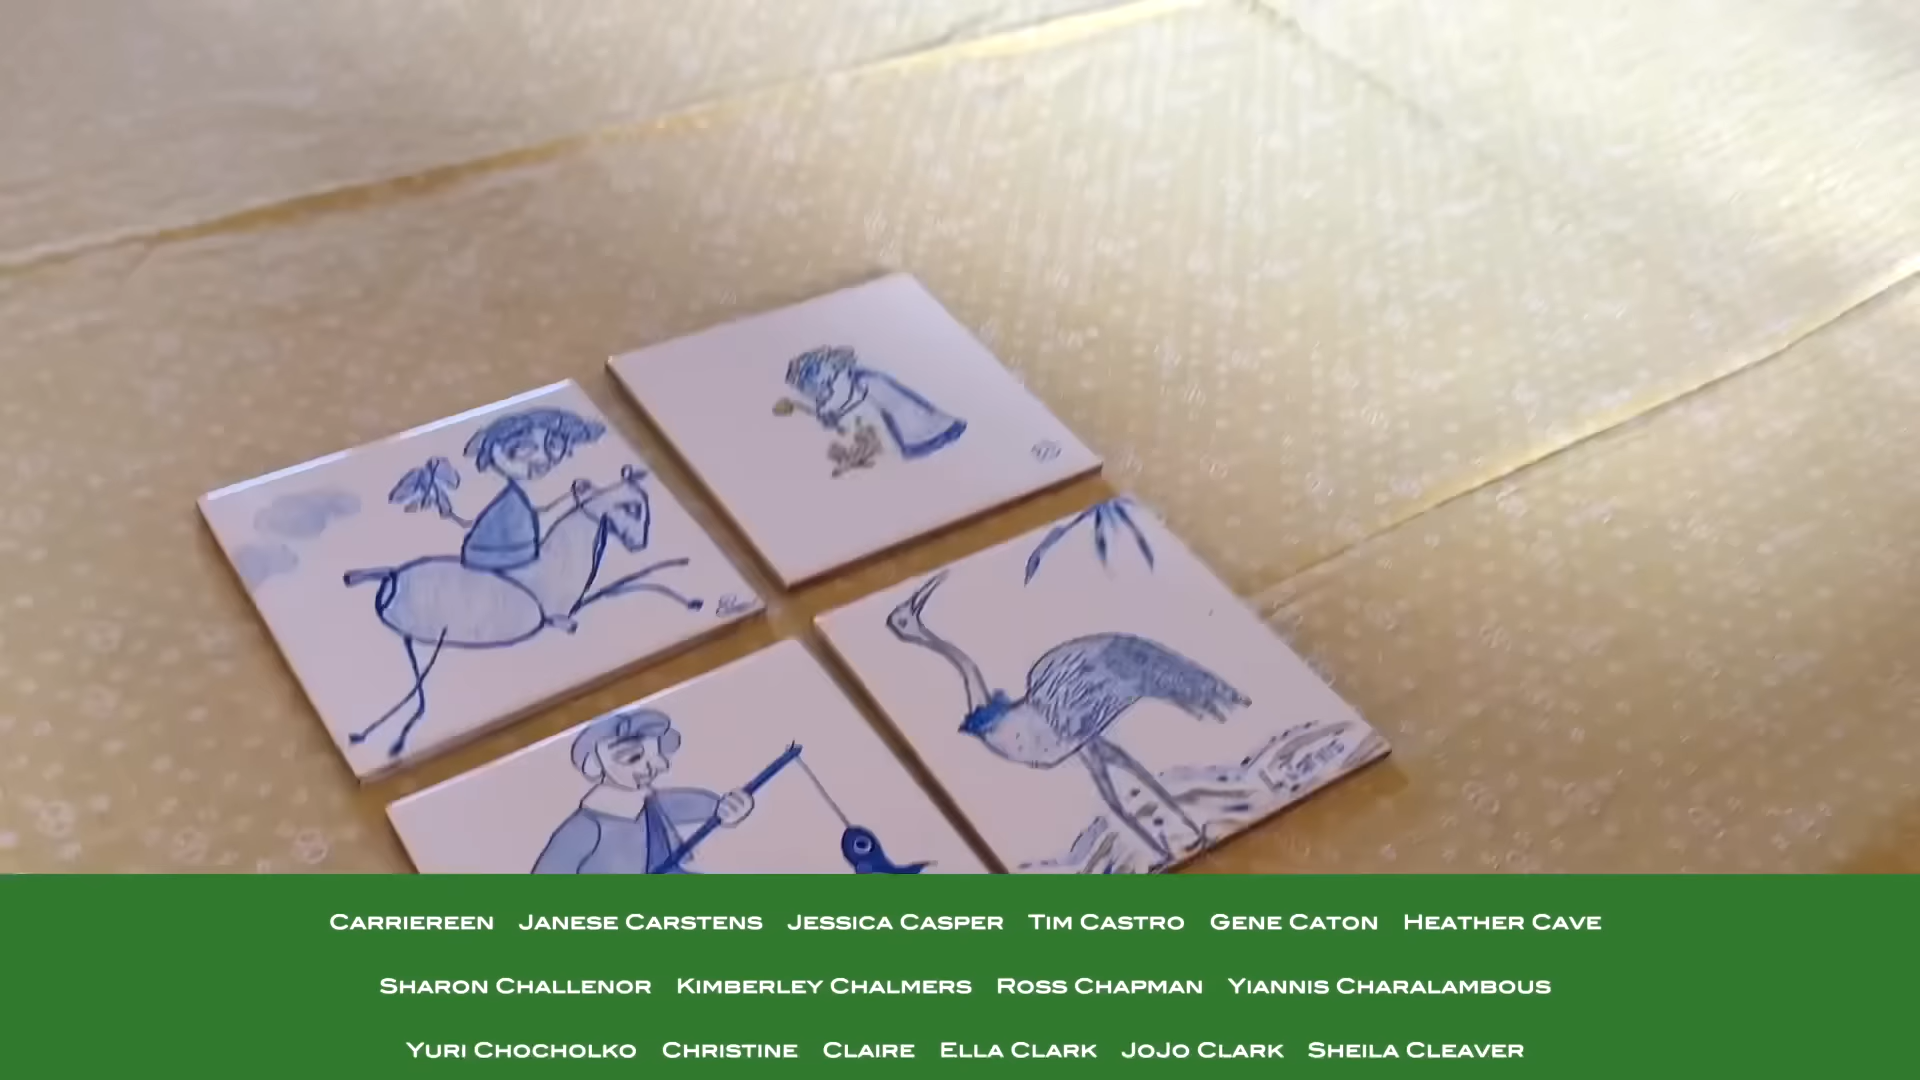 Carriereen Janese Carstens Jessica Casper Tim Castro Gene Caton Heather Cave
Sharon Challenor Kimberley Chalmers Ross Chapman Yiannis Charalambous
Yuri Chocholko Christine Claire Ella Clark JoJo Clark Sheila Cleaver